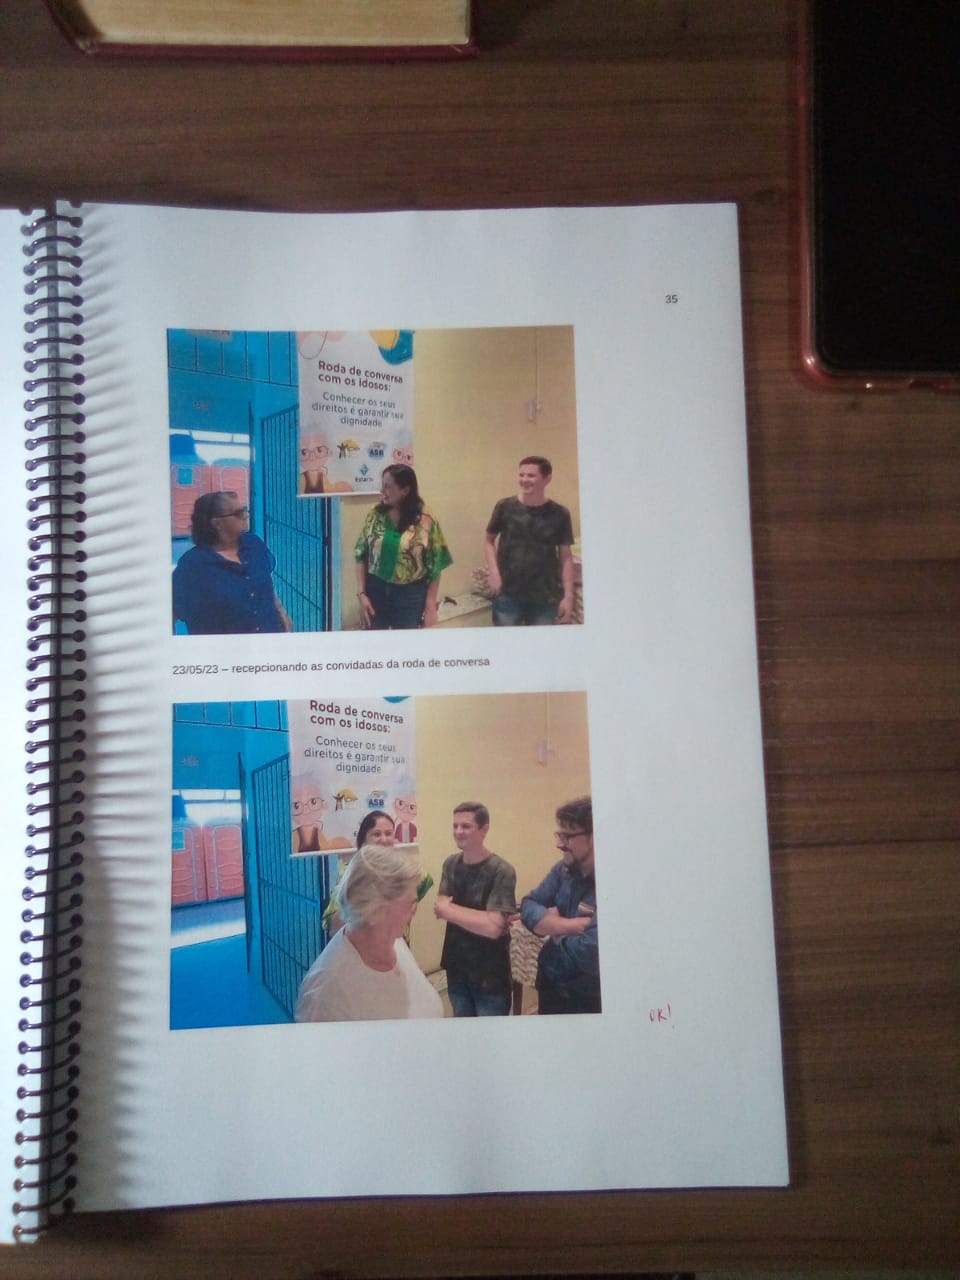 35
Roda de conversa
com os idosos:
Conhecer os seus
direitos é garantir sua
dignidade
ASB
Estácio
23/05/23 – recepcionando as convidadas da roda de conversa
Roda de conversa
com os idosos:
Conhecer os seus
direitos é garantir sua
dignidade
ASB
OK!